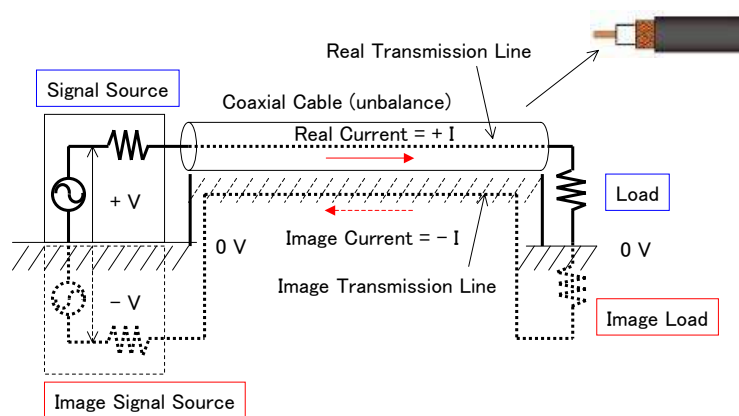 Real Transmission Line
Signal Source
Coaxial Cable (unbalance)
Real Current = + I
+ V
Load
0 V
0 V
Image Current = − I
− V
Image Transmission Line
Image Load
Image Signal Source